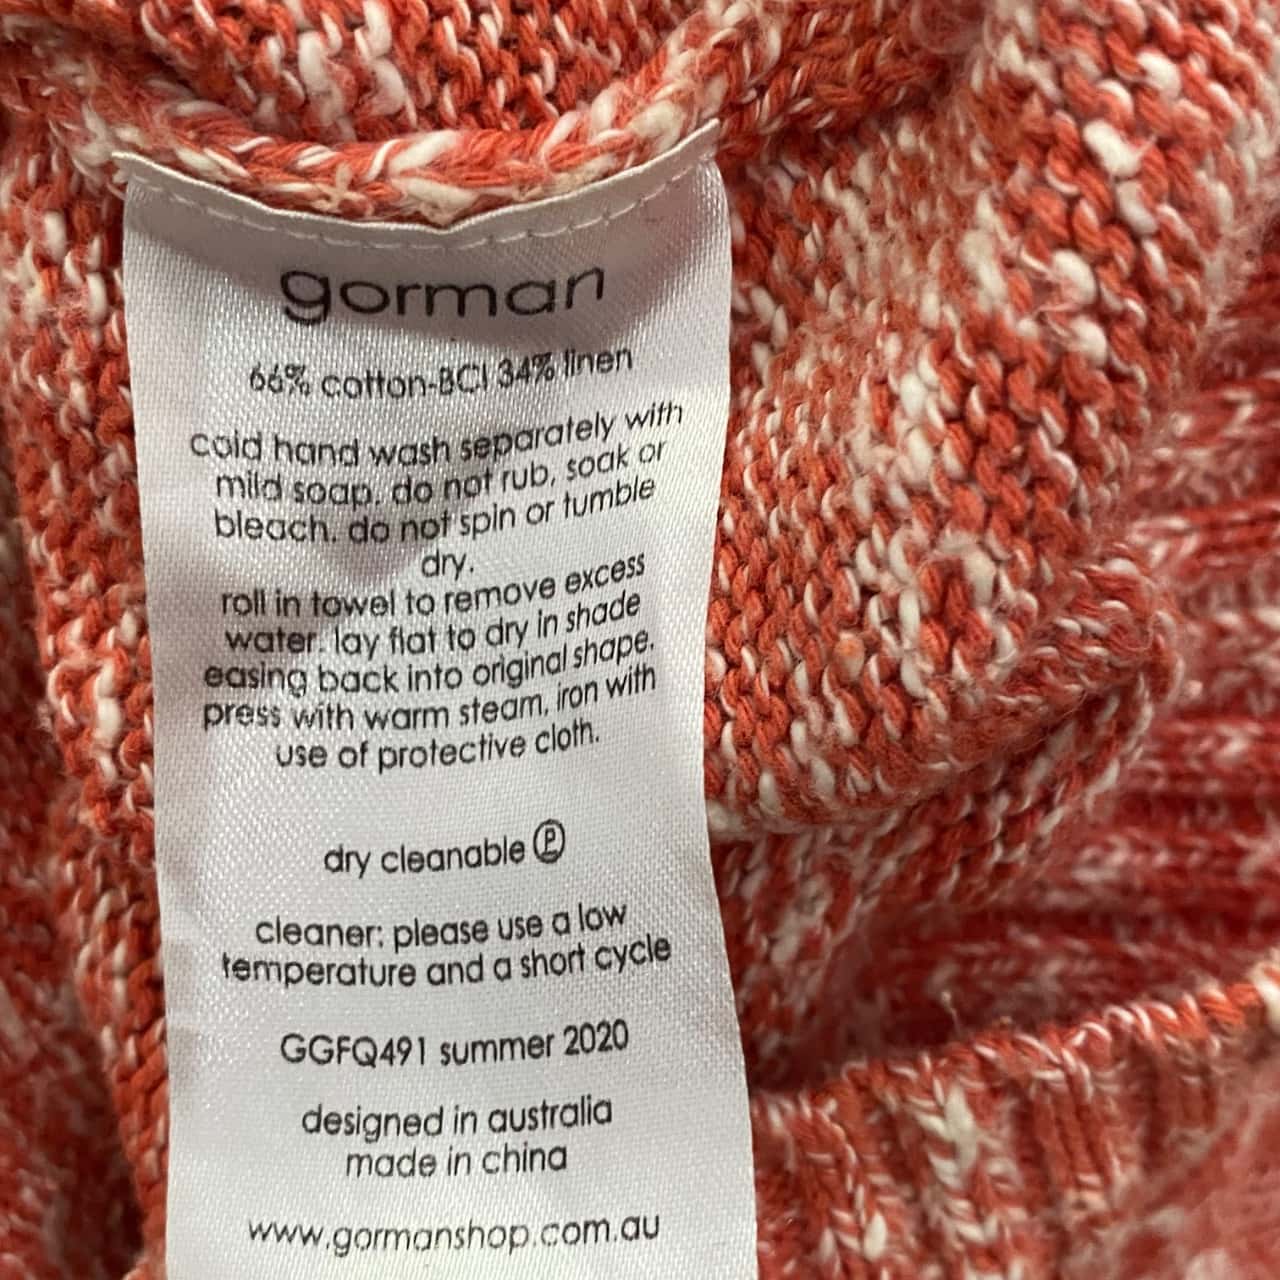 gorman
66% cotton-BCI 34% linen
cold hand wash separately with
mild soap. do not rub, soak or
bleach. do not spin or tumble
dry.
roll in towel to remove excess
water. lay flat to dry in shade
easing back into original shape.
press with warm steam, iron with
use of protective cloth.
dry cleanable Ⓟ
cleaner: please use a low
temperature and a short cycle
GGFQ491 summer 2020
designed in australia
made in china
www.gormanshop.com.au